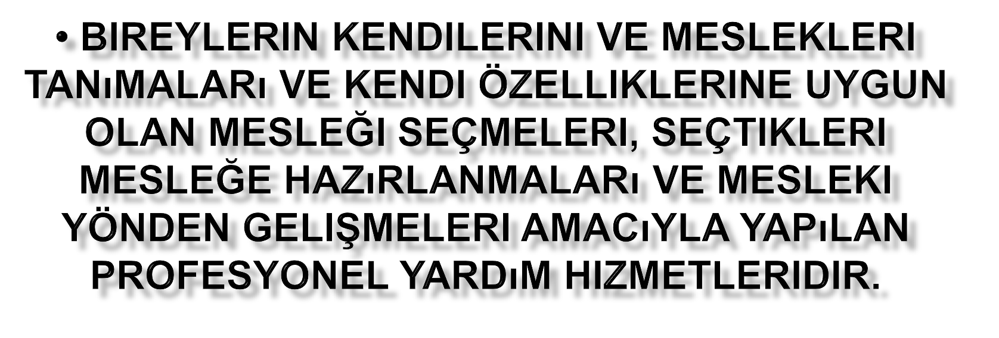 • BIREYLERIN KENDILERINI VE MESLEKLERI
TANıMALARı VE KENDI ÖZELLIKLERINE UYGUN
OLAN MESLEĞI SEÇMELERI, SEÇTIKLERI
MESLEĞE HAZıRLANMALARı VE MESLEKI
YÖNDEN GELIŞMELERI AMACıYLA YAPıLAN
PROFESYONEL YARDıM HIZMETLERIDIR.